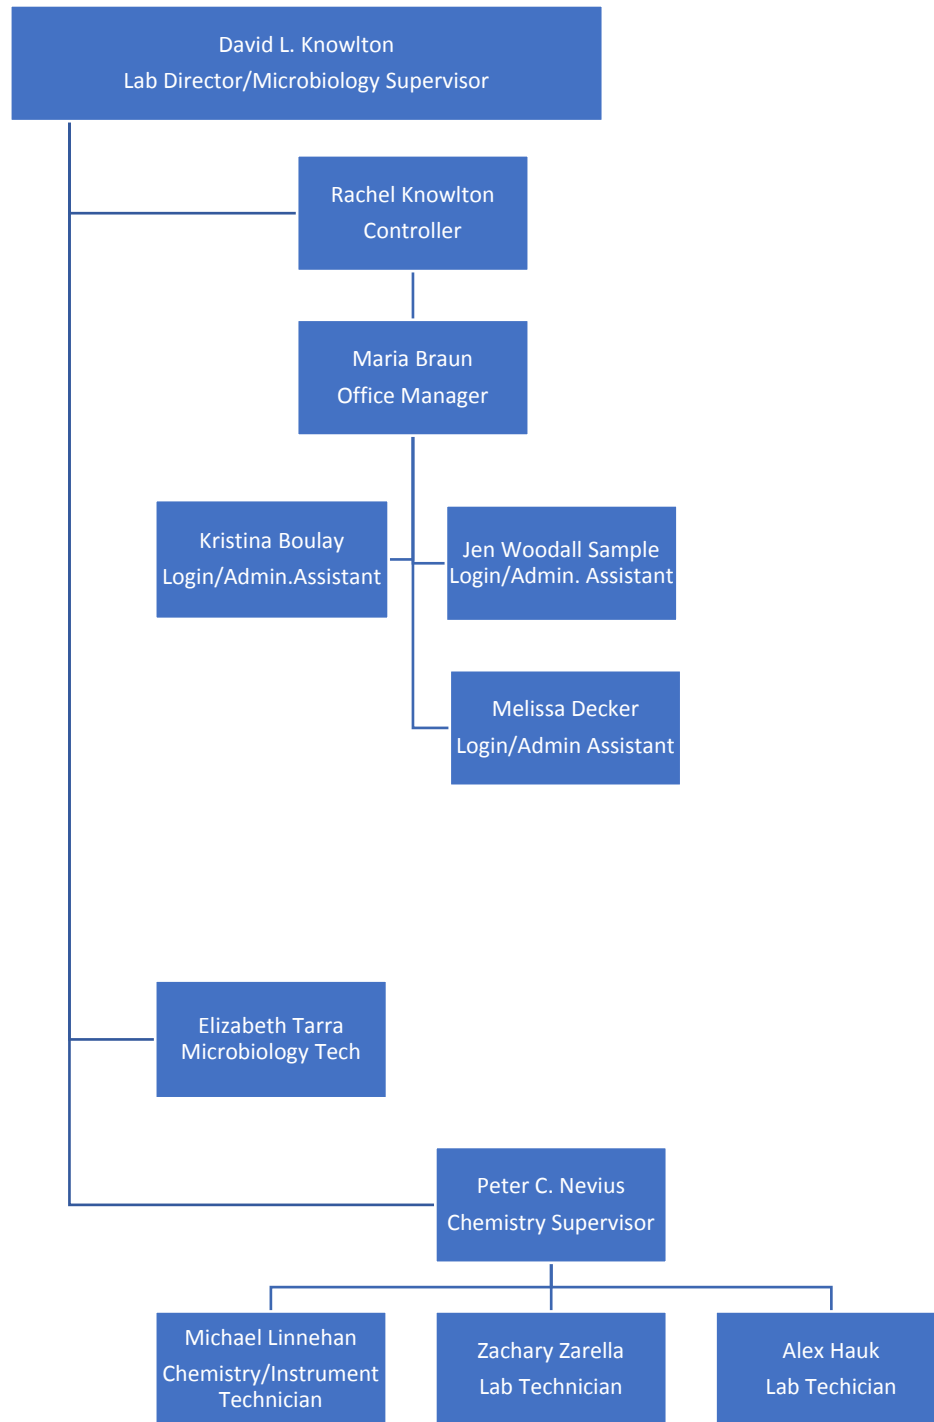 David L. Knowlton
Lab Director/Microbiology Supervisor
Rachel Knowlton
Controller
Maria Braun
Office Manager
Kristina Boulay
Login/Admin.Assistant
Jen Woodall Sample
Login/Admin. Assistant
Melissa Decker
Login/Admin Assistant
Elizabeth Tarra
Microbiology Tech
Peter C. Nevius
Chemistry Supervisor
Michael Linnehan
Chemistry/Instrument
Technician
Zachary Zarella
Lab Technician
Alex Hauk
Lab Techician